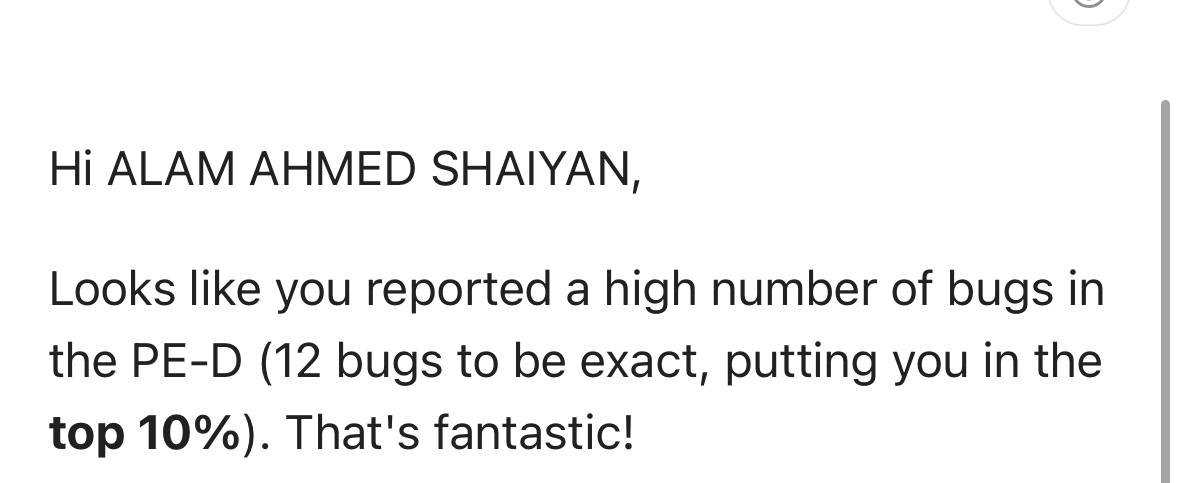 Hi ALAM AHMED SHAIYAN,
Looks like you reported a high number of bugs in
the PE-D (12 bugs to be exact, putting you in the
top 10%). That's fantastic!